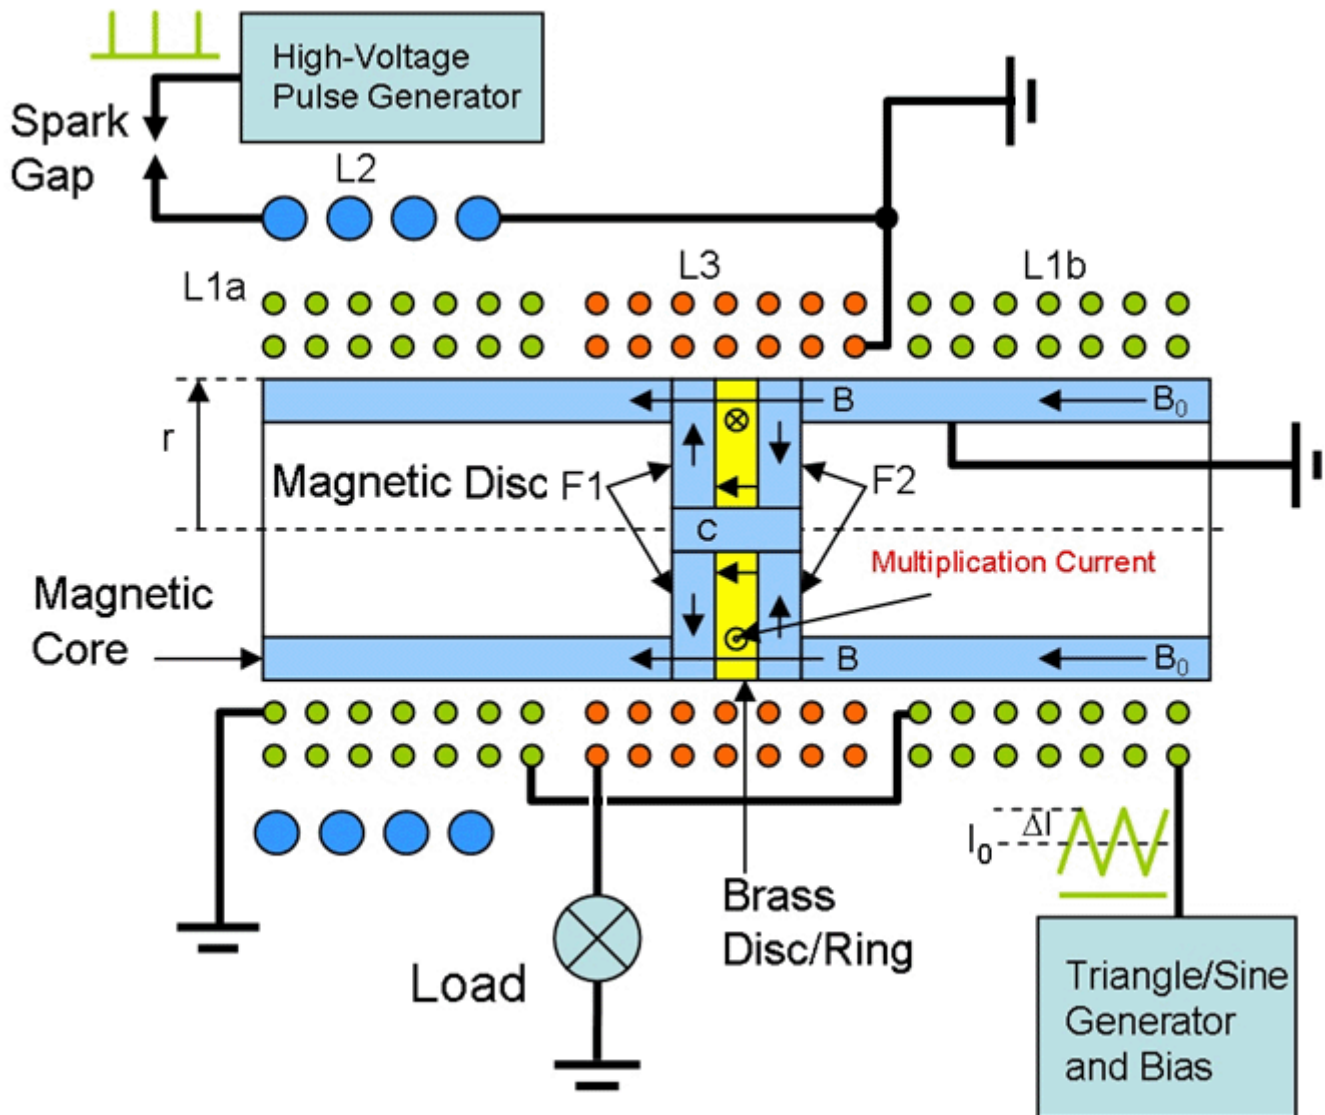 High-Voltage
Pulse Generator
Spark
Gap
L2
L1a
L3
L1b
B
B₀
r
Magnetic Disc
F1
F2
C
Multiplication Current
Magnetic
Core
B
B₀
ΔI
I₀
Brass
Disc/Ring
Load
Triangle/Sine
Generator
and Bias